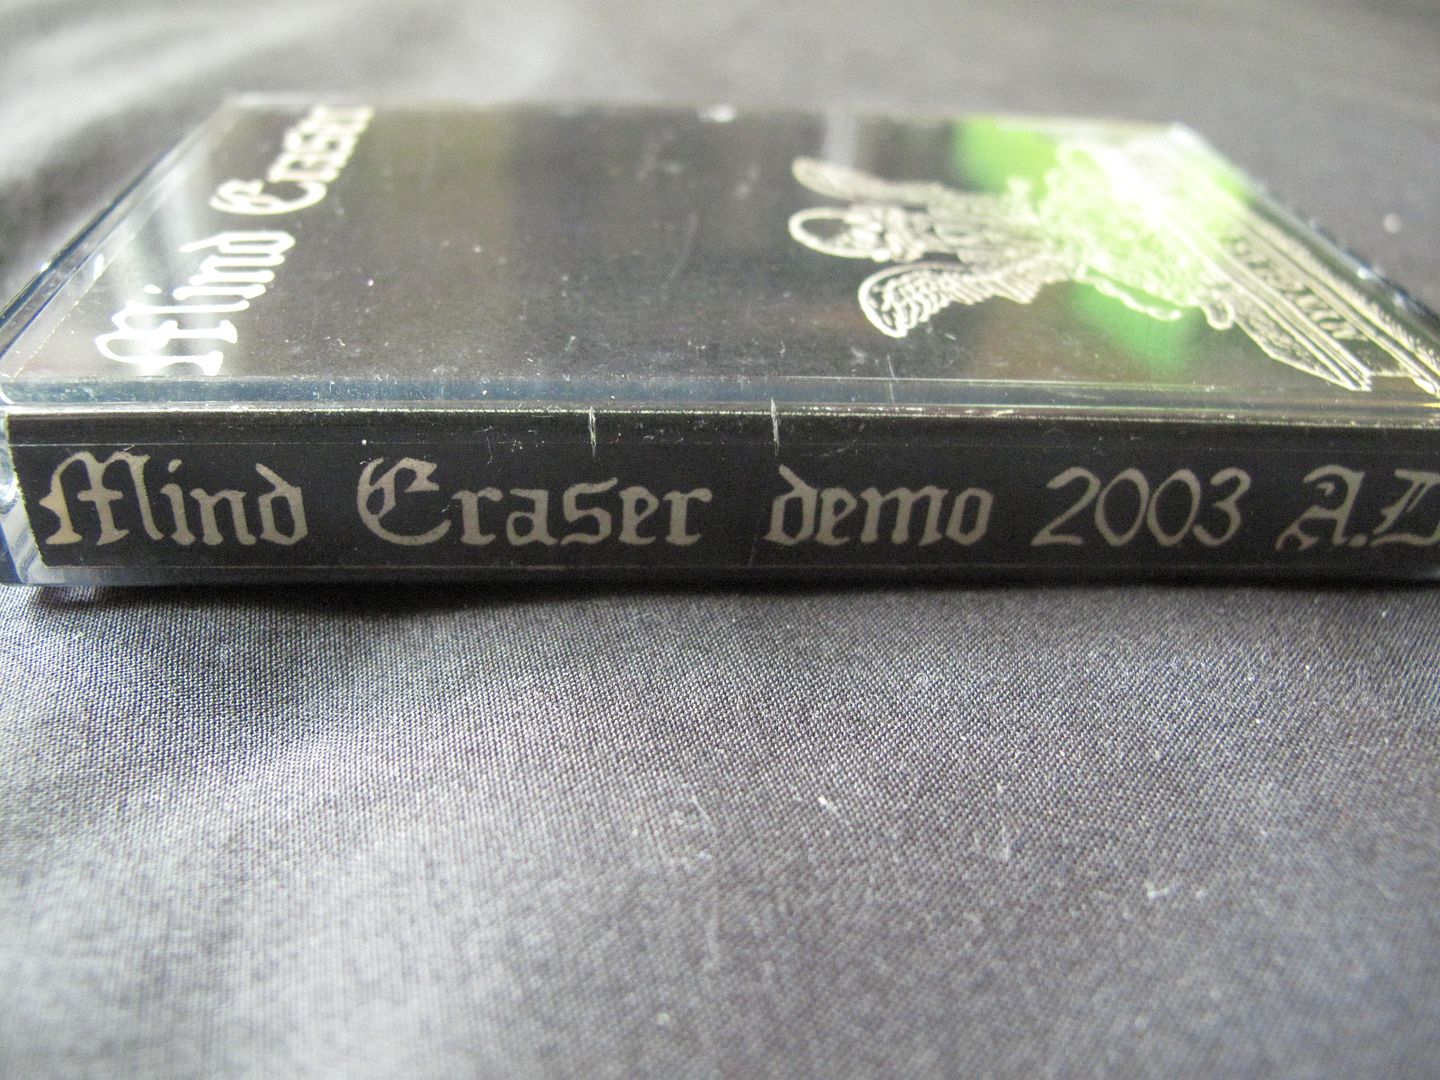 Mind Eraser
Mind Eraser demo 2003 A.D